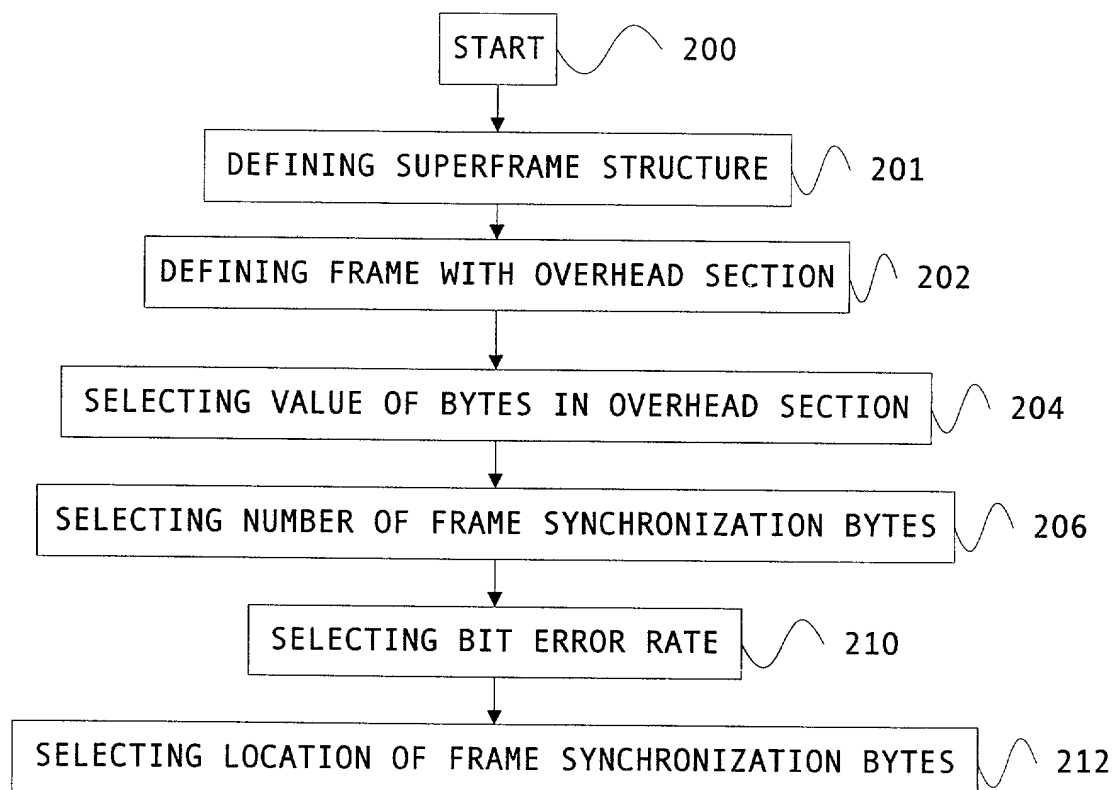 START 200
DEFINING SUPERFRAME STRUCTURE 201
DEFINING FRAME WITH OVERHEAD SECTION 202
SELECTING VALUE OF BYTES IN OVERHEAD SECTION 204
SELECTING NUMBER OF FRAME SYNCHRONIZATION BYTES 206
SELECTING BIT ERROR RATE 210
SELECTING LOCATION OF FRAME SYNCHRONIZATION BYTES 212